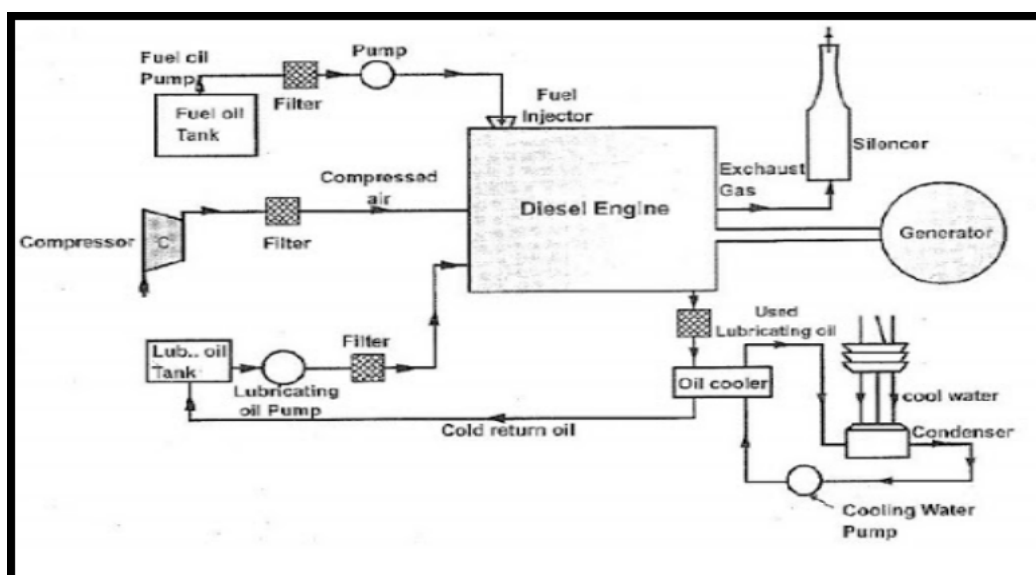 Fuel oil
Pump
Pump
Filter
Fuel oil
Tank
Fuel
Injector
Silencer
Exchaust
Gas
Compressed
air
Diesel Engine
Compressor
C
Filter
Generator
Used
Lubricating oil
Filter
Lub.. oil
Tank
Lubricating
oil Pump
Oil cooler
cool water
Condenser
Cold return oil
Cooling Water
Pump